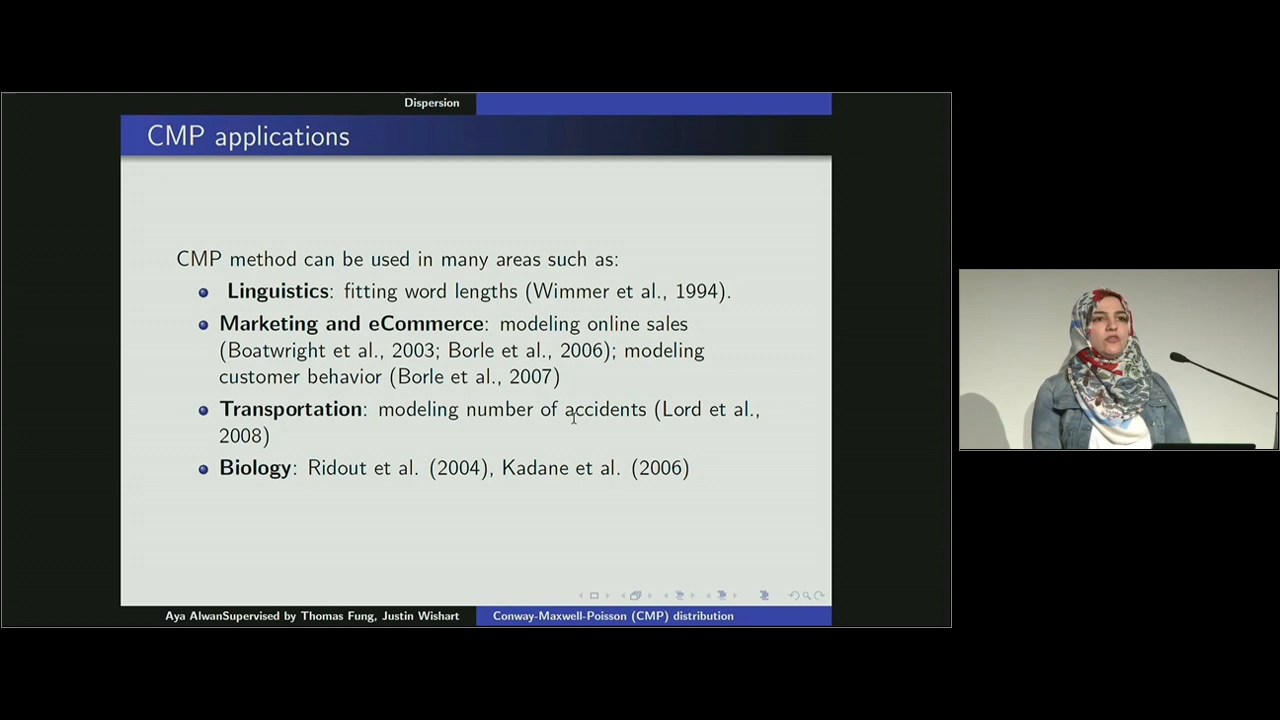 Dispersion
CMP applications
CMP method can be used in many areas such as:
Linguistics: fitting word lengths (Wimmer et al., 1994).
Marketing and eCommerce: modeling online sales
(Boatwright et al., 2003; Borle et al., 2006); modeling
customer behavior (Borle et al., 2007)
Transportation: modeling number of accidents (Lord et al.,
2008)
Biology: Ridout et al. (2004), Kadane et al. (2006)
Aya AlwanSupervised by Thomas Fung, Justin Wishart
Conway-Maxwell-Poisson (CMP) distribution